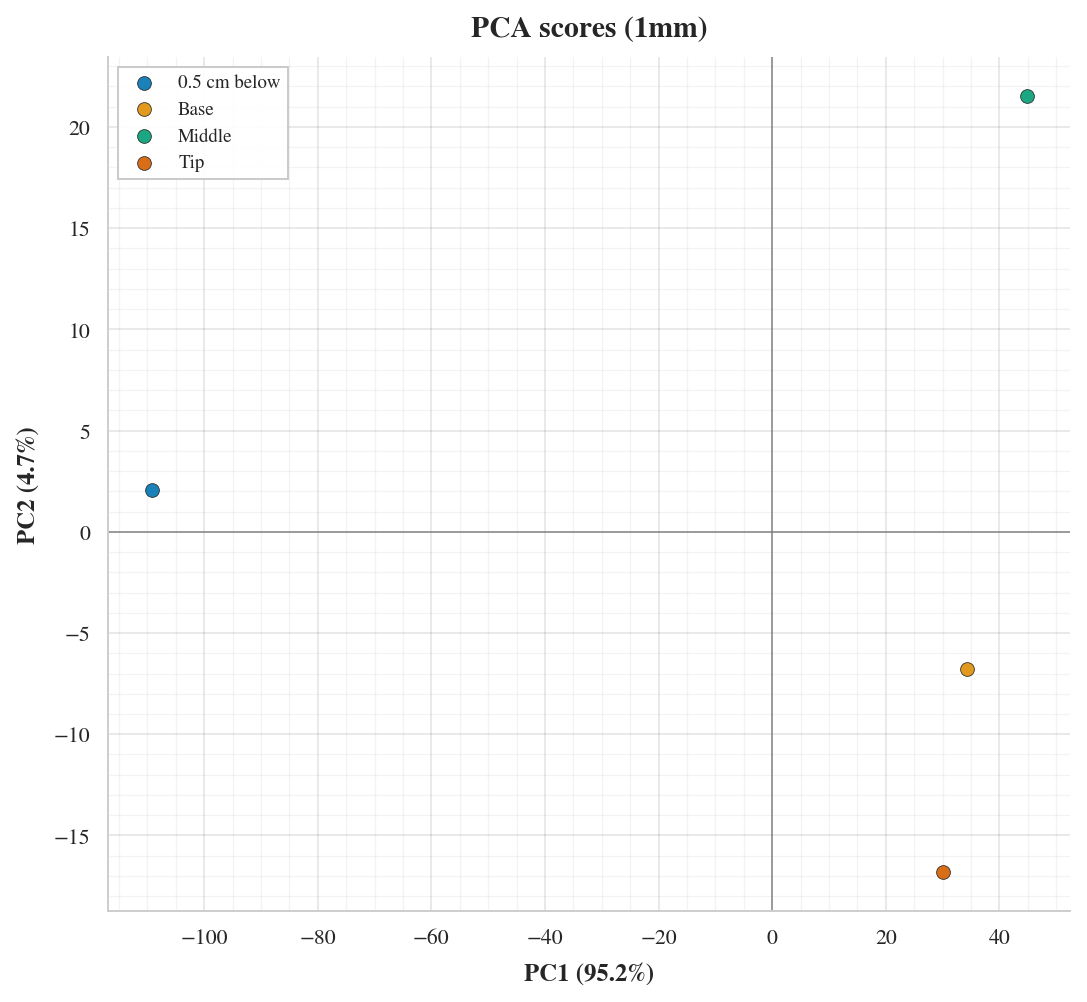 PCA scores (1mm)
0.5 cm below
Base
Middle
Tip
20
15
10
5
0
−5
−10
−15
PC2 (4.7%)
−100 −80 −60 −40 −20 0 20 40
PC1 (95.2%)